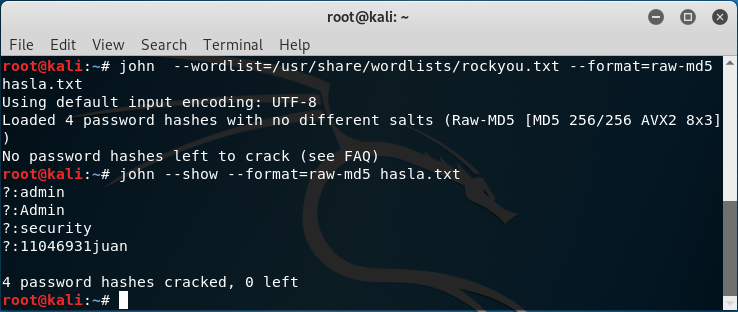 root@kali: ~
File Edit View Search Terminal Help
root@kali:~# john  --wordlist=/usr/share/wordlists/rockyou.txt --format=raw-md5
hasla.txt
Using default input encoding: UTF-8
Loaded 4 password hashes with no different salts (Raw-MD5 [MD5 256/256 AVX2 8x3]
)
No password hashes left to crack (see FAQ)
root@kali:~# john --show --format=raw-md5 hasla.txt
?:admin
?:Admin
?:security
?:11046931juan
4 password hashes cracked, 0 left
root@kali:~#